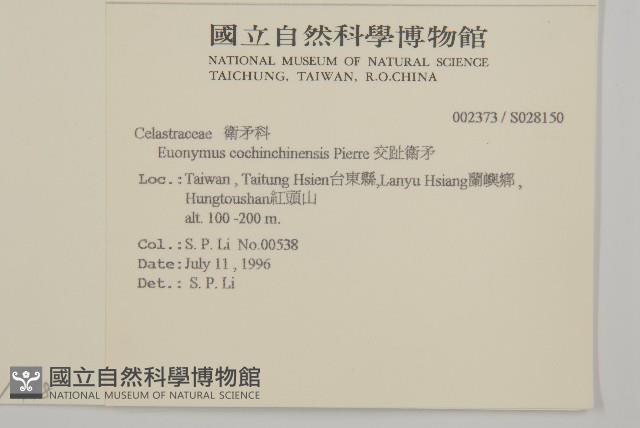 國立自然科學博物館
NATIONAL MUSEUM OF NATURAL SCIENCE
TAICHUNG, TAIWAN, R.O.CHINA
002373 / S028150
Celastraceae 衛矛科
Euonymus cochinchinensis Pierre 交趾衛矛
Loc.:Taiwan , Taitung Hsien台東縣,Lanyu Hsiang蘭嶼鄉 ,
Hungtoushan紅頭山
alt. 100 -200 m.
Col.: S. P. Li No.00538
Date:July 11 , 1996
Det.: S. P. Li
國立自然科學博物館
NATIONAL MUSEUM OF NATURAL SCIENCE